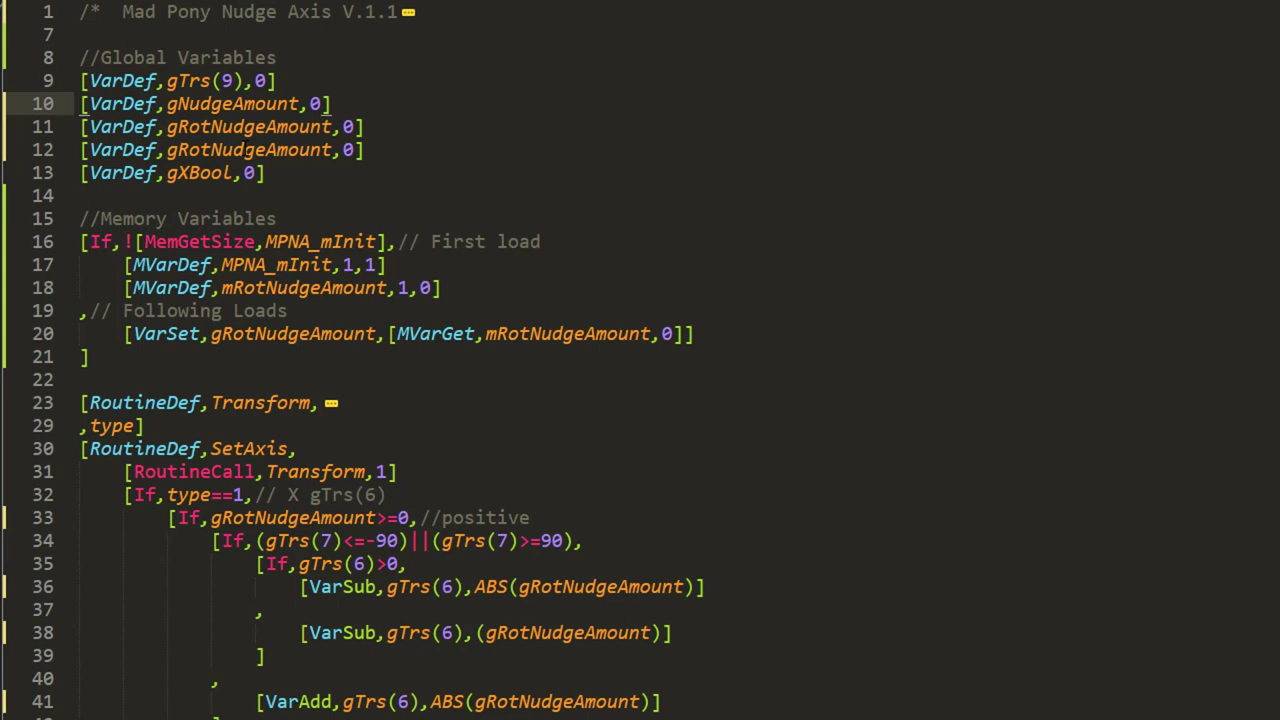 1 /*  Mad Pony Nudge Axis V.1.1
7
8 //Global Variables
9 [VarDef,gTrs(9),0]
10 [VarDef,gNudgeAmount,0]
11 [VarDef,gRotNudgeAmount,0]
12 [VarDef,gRotNudgeAmount,0]
13 [VarDef,gXBool,0]
14
15 //Memory Variables
16 [If,![MemGetSize,MPNA_mInit],// First load
17     [MVarDef,MPNA_mInit,1,1]
18     [MVarDef,mRotNudgeAmount,1,0]
19 ,// Following Loads
20     [VarSet,gRotNudgeAmount,[MVarGet,mRotNudgeAmount,0]]
21 ]
22
23 [RoutineDef,Transform,
29 ,type]
30 [RoutineDef,SetAxis,
31     [RoutineCall,Transform,1]
32     [If,type==1,// X gTrs(6)
33         [If,gRotNudgeAmount>=0,//positive
34             [If,(gTrs(7)<=-90)||(gTrs(7)>=90),
35                 [If,gTrs(6)>0,
36                     [VarSub,gTrs(6),ABS(gRotNudgeAmount)]
37                 ,
38                     [VarSub,gTrs(6),(gRotNudgeAmount)]
39                 ]
40             ,
41                 [VarAdd,gTrs(6),ABS(gRotNudgeAmount)]